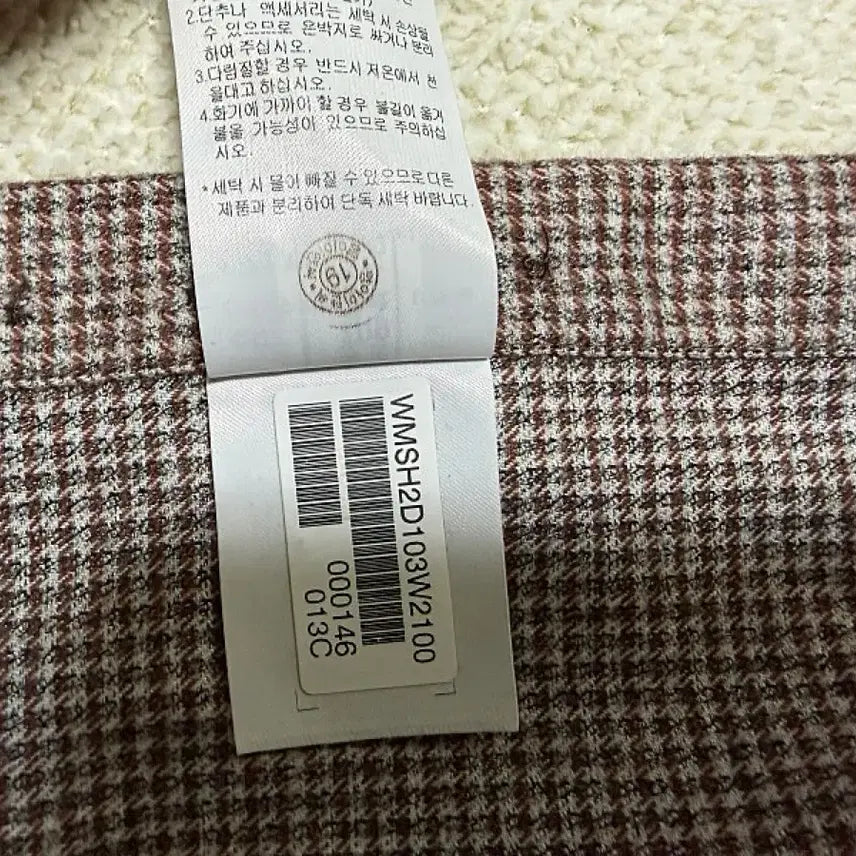 2.단추나 액세서리는 세탁 시 손상될
수 있으므로 은박지로 싸거나 분리
하여 주십시오.
3.다림질할 경우 반드시 저온에서 천
을대고 하십시오.
4.화기에 가까이 할 경우 불길이 옮겨
붙을 가능성이 있으므로 주의하십
시오.
*세탁 시 물이 빠질 수 있으므로다른
제품과 분리하여 단독 세탁 바랍니다.
19
WMSH2D103W2100
000146
013C